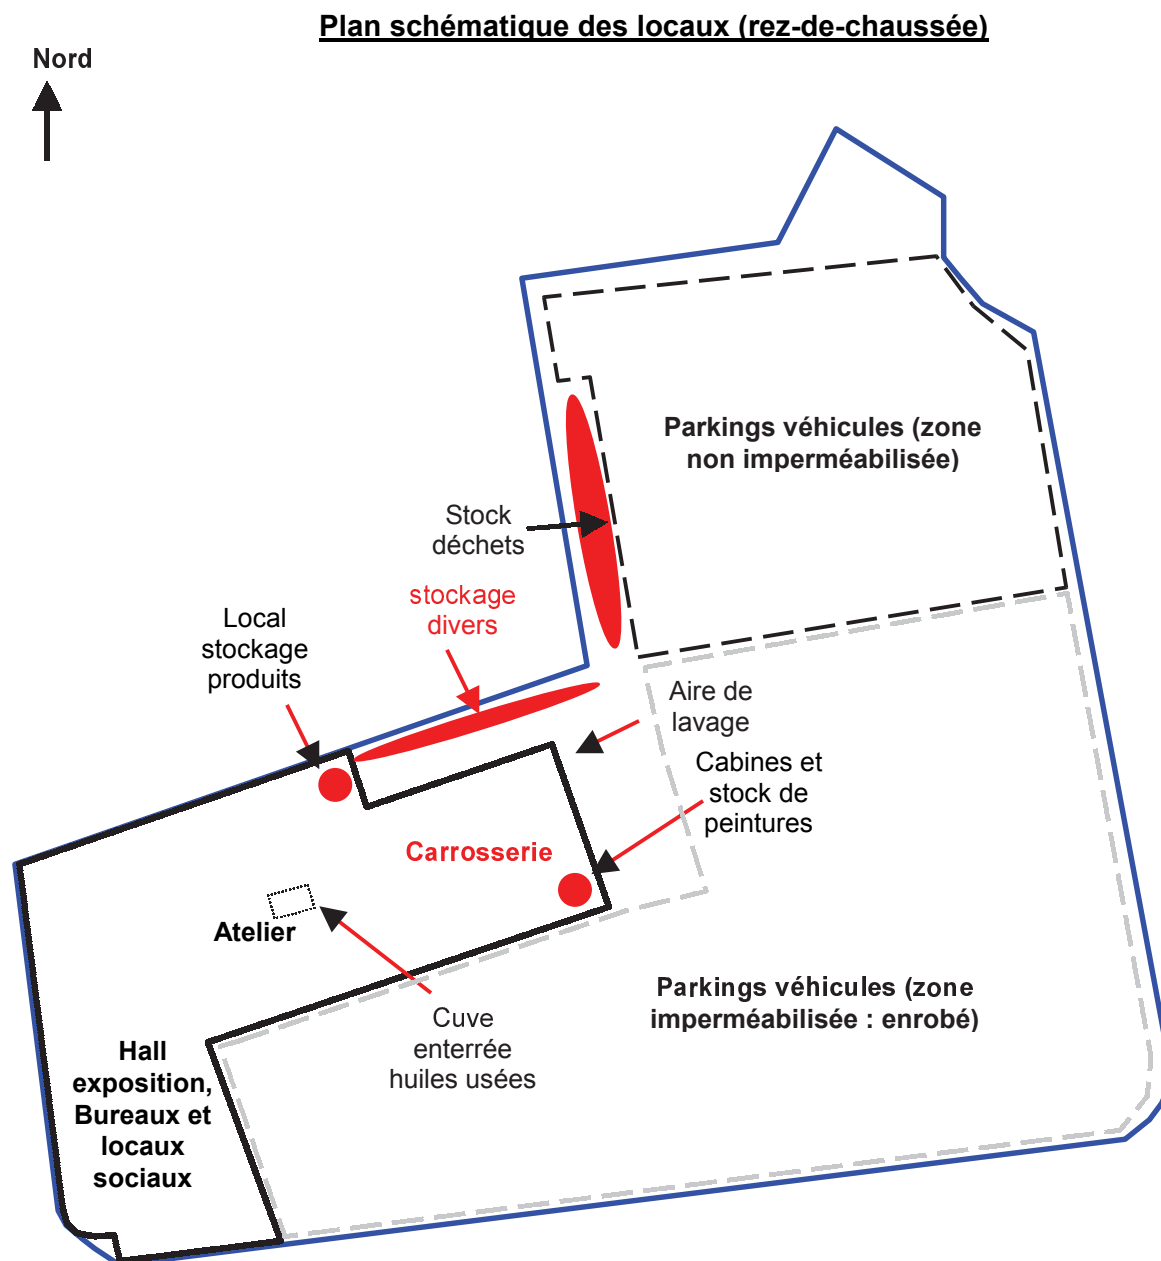 Plan schématique des locaux (rez-de-chaussée)
Nord
Parkings véhicules (zone
non imperméabilisée)
Stock
déchets
stockage
divers
Local
stockage
produits
Aire de
lavage
Cabines et
stock de
peintures
Carrosserie
Atelier
Parkings véhicules (zone
imperméabilisée : enrobé)
Cuve
enterrée
huiles usées
Hall
exposition,
Bureaux et
locaux
sociaux